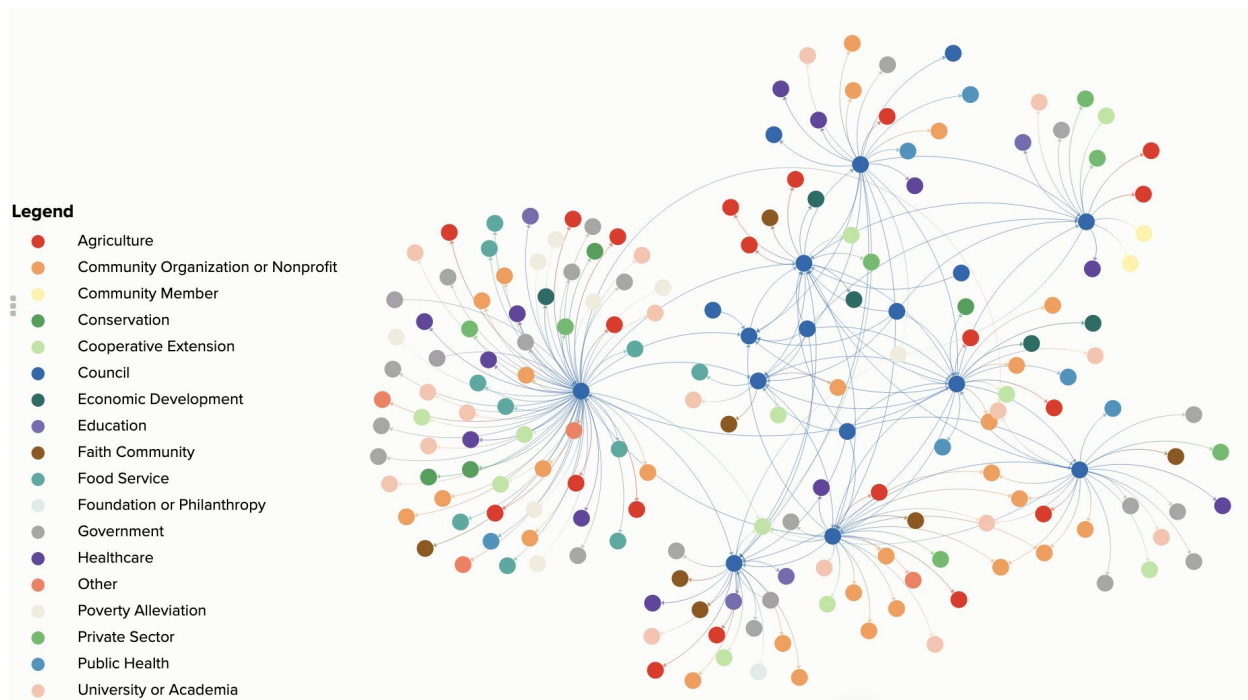 Legend
Agriculture
Community Organization or Nonprofit
Community Member
Conservation
Cooperative Extension
Council
Economic Development
Education
Faith Community
Food Service
Foundation or Philanthropy
Government
Healthcare
Other
Poverty Alleviation
Private Sector
Public Health
University or Academia